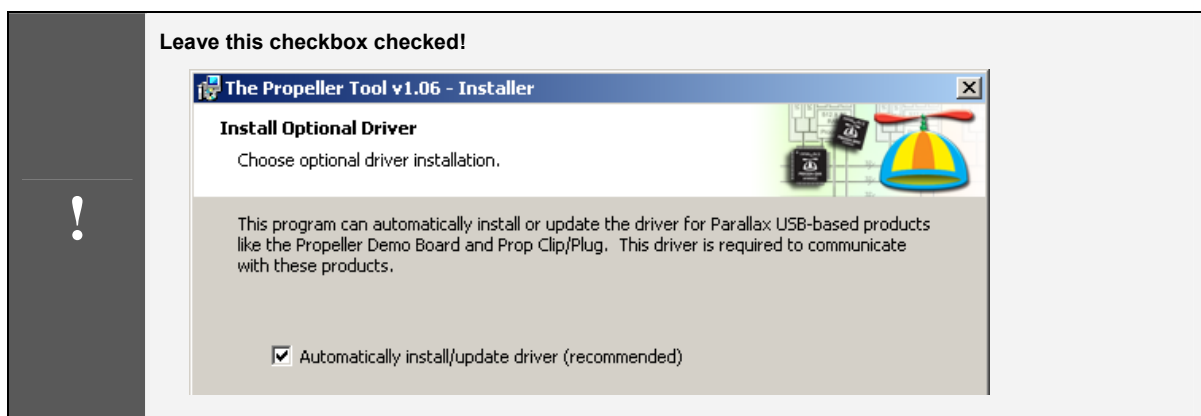 Leave this checkbox checked!
The Propeller Tool v1.06 - Installer
Install Optional Driver
Choose optional driver installation.
!
This program can automatically install or update the driver for Parallax USB-based products
like the Propeller Demo Board and Prop Clip/Plug. This driver is required to communicate
with these products.
Automatically install/update driver (recommended)